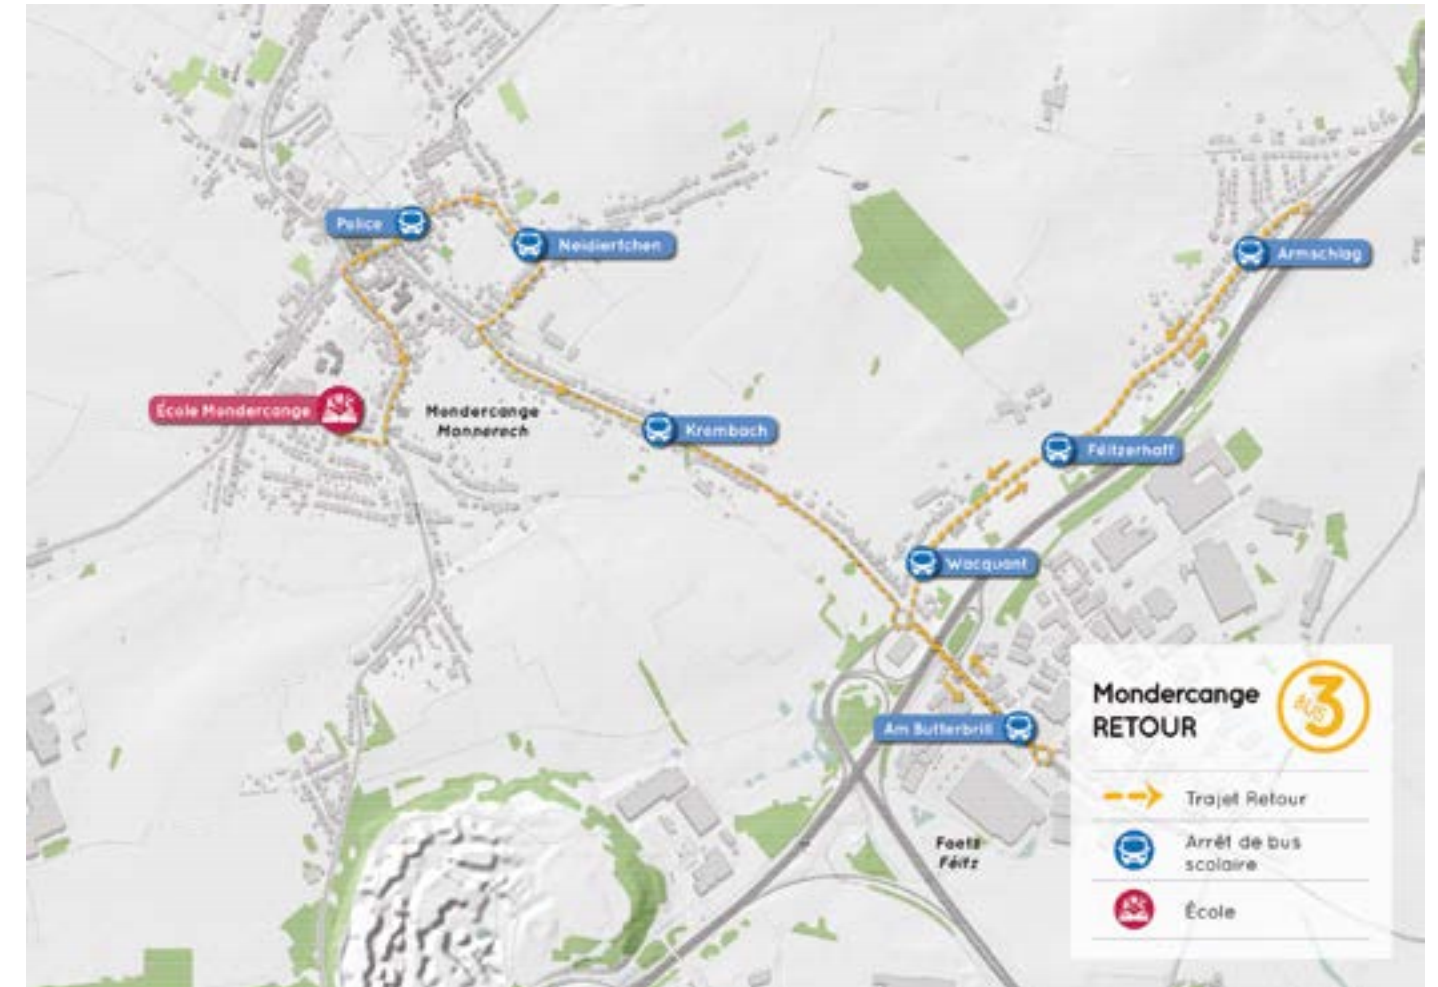 Police
Neidiertchen
Armschlag
École Mondercange
Mondercange
Monnerech
Krembach
Féitzerhaff
Wacquant
Am Butterbrill
Foetz
Féitz
Mondercange
RETOUR
BUS
3
Trajet Retour
Arrêt de bus
scolaire
École